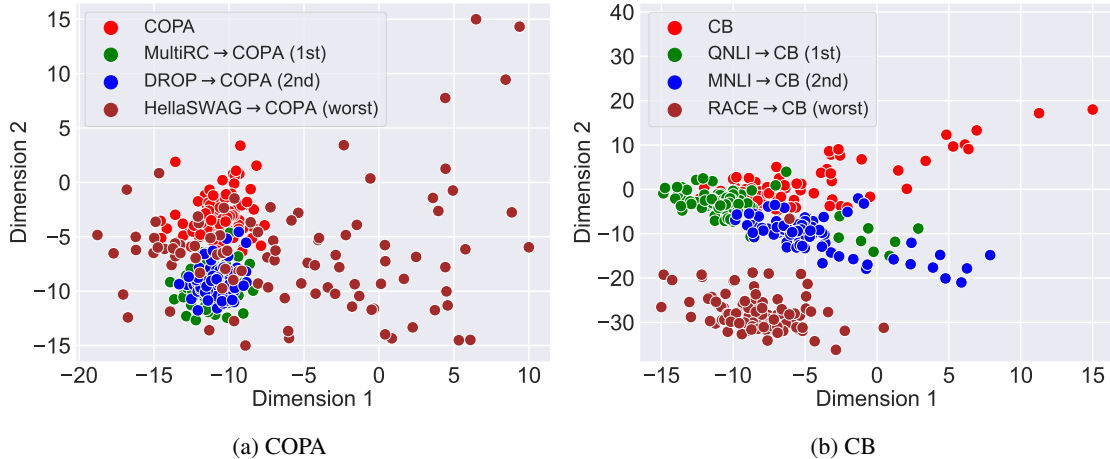 15
10
5
0
−5
−10
−15
Dimension 2
COPA
MultiRC→COPA (1st)
DROP→COPA (2nd)
HellaSWAG→COPA (worst)
−20 −15 −10 −5 0 5 10
Dimension 1
(a) COPA
40
30
20
10
0
−10
−20
−30
Dimension 2
CB
QNLI→CB (1st)
MNLI→CB (2nd)
RACE→CB (worst)
−15 −10 −5 0 5 10 15
Dimension 1
(b) CB